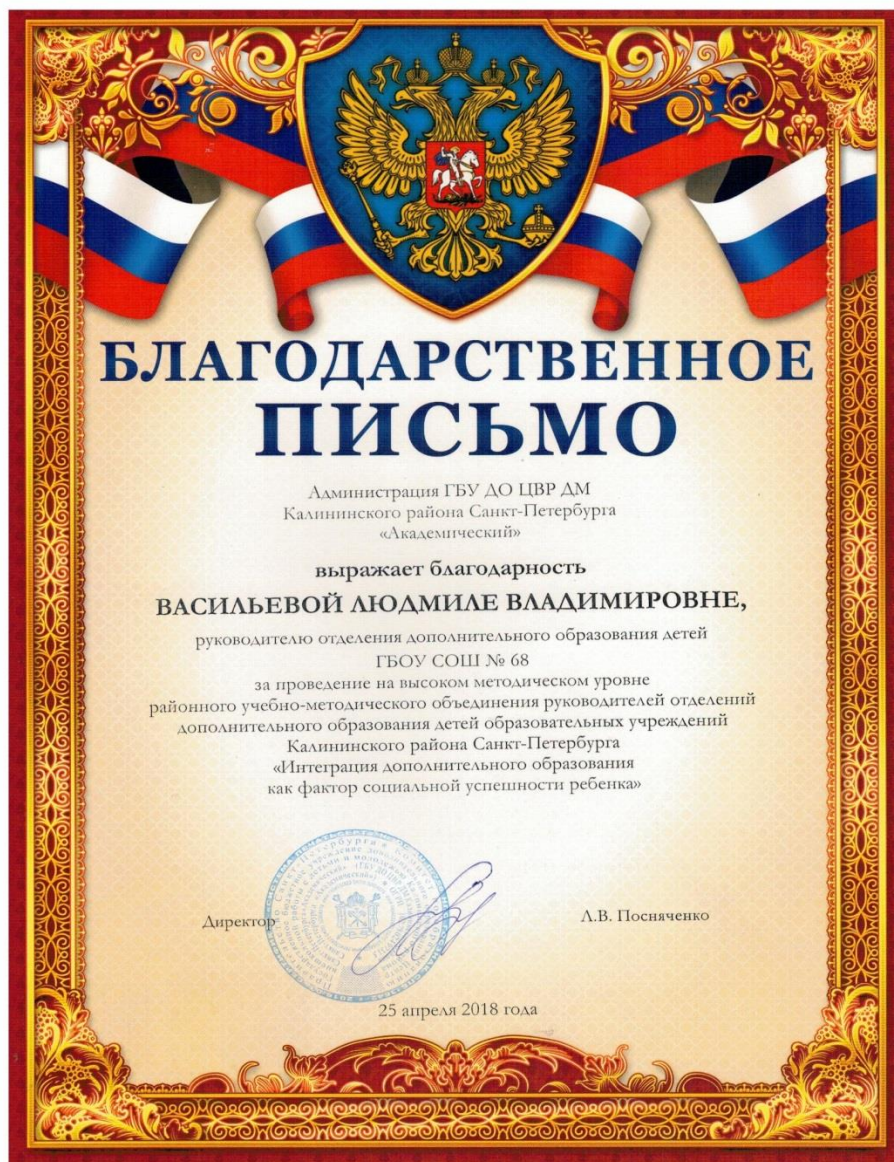 БЛАГОДАРСТВЕННОЕ
ПИСЬМО
Администрация ГБУ ДО ЦВР ДМ
Калининского района Санкт-Петербурга
«Академический»
выражает благодарность
ВАСИЛЬЕВОЙ ЛЮДМИЛЕ ВЛАДИМИРОВНЕ,
руководителю отделения дополнительного образования детей
ГБОУ СОШ № 68
за проведение на высоком методическом уровне
районного учебно-методического объединения руководителей отделений
дополнительного образования детей образовательных учреждений
Калининского района Санкт-Петербурга
«Интеграция дополнительного образования
как фактор социальной успешности ребенка»
Директор
Л.В. Посняченко
25 апреля 2018 года